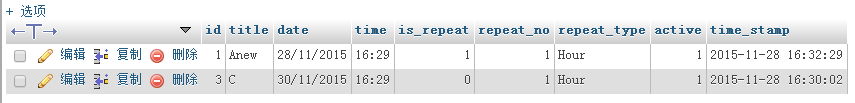 + 选项
←T→ id title date time is_repeat repeat_no repeat_type active time_stamp
编辑 复制 删除 1 Anew 28/11/2015 16:29 1 1 Hour 1 2015-11-28 16:32:29
编辑 复制 删除 3 C 30/11/2015 16:29 0 1 Hour 1 2015-11-28 16:30:02